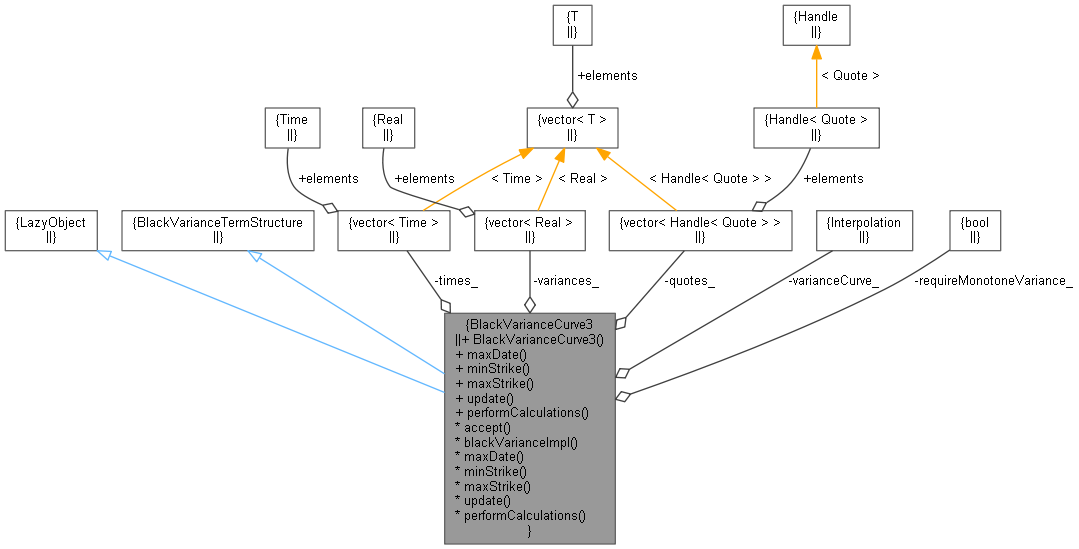 {T
||}
{Handle
||}
+elements
< Quote >
{Time
||}
{Real
||}
{vector< T >
||}
{Handle< Quote >
||}
+elements
+elements
< Time >
< Real >
< Handle< Quote > >
+elements
{LazyObject
||}
{BlackVarianceTermStructure
||}
{vector< Time >
||}
{vector< Real >
||}
{vector< Handle< Quote > >
||}
{Interpolation
||}
{bool
||}
-times_
-variances_
-quotes_
-varianceCurve_
-requireMonotoneVariance_
{BlackVarianceCurve3
||+ BlackVarianceCurve3()
+ maxDate()
+ minStrike()
+ maxStrike()
+ update()
+ performCalculations()
* accept()
* blackVarianceImpl()
* maxDate()
* minStrike()
* maxStrike()
* update()
* performCalculations()
}